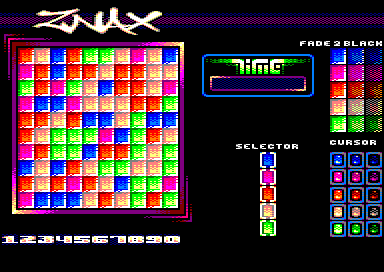 ZNAX
FADE 2 BLACK
TIME
SELECTOR
CURSOR
1234567890